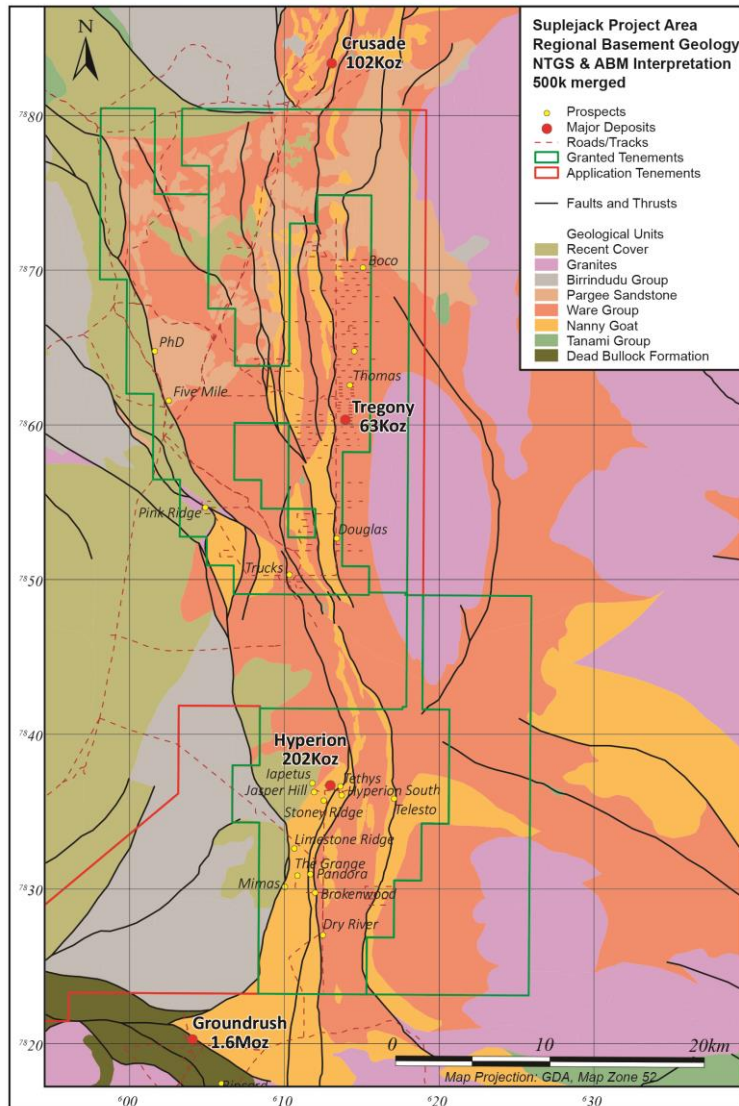 N
Crusade
102Koz
Suplejack Project Area
Regional Basement Geology
NTGS & ABM Interpretation
500k merged
Prospects
Major Deposits
Roads/Tracks
Granted Tenements
Application Tenements
Faults and Thrusts
Geological Units
Recent Cover
Granites
Birrindudu Group
Pargee Sandstone
Ware Group
Nanny Goat
Tanami Group
Dead Bullock Formation
⁷⁸80
⁷⁸70
Boco
PhD
Thomas
Five Mile
Tregony
63Koz
⁷⁸60
Pink Ridge
Douglas
Trucks
⁷⁸50
⁷⁸40
Hyperion
202Koz
Iapetus
Tethys
Jasper Hill
Hyperion South
Stoney Ridge
Telesto
Limestone Ridge
The Grange
Pandora
⁷⁸30
Mimas
Brokenwood
Dry River
Groundrush
1.6Moz
⁷⁸20
0 10 20km
Map Projection: GDA, Map Zone 52
⁶00 ⁶10 ⁶20 ⁶30